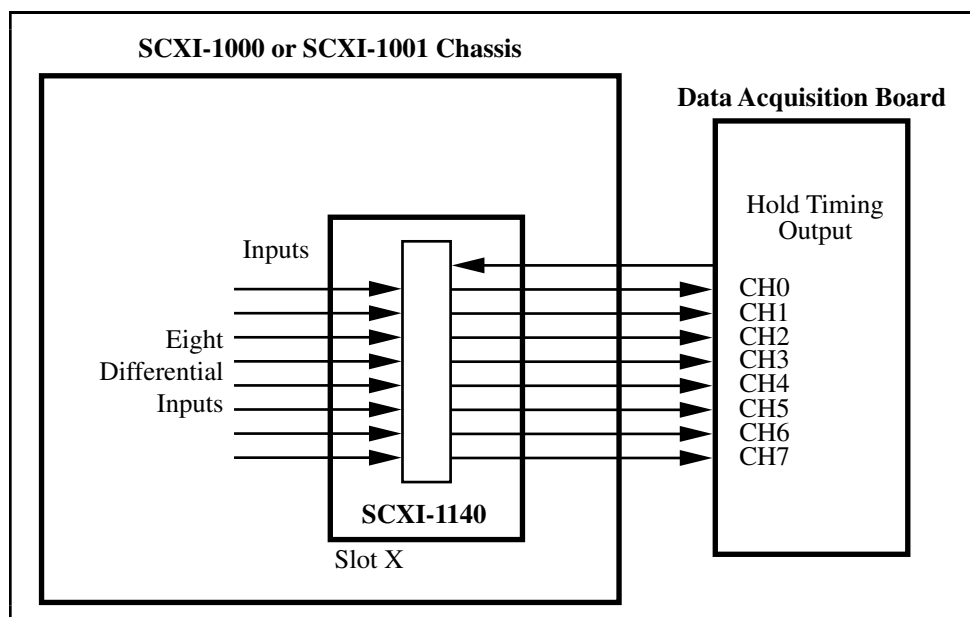 SCXI-1000 or SCXI-1001 Chassis
Data Acquisition Board
Hold Timing
Output
Inputs
CH0
CH1
CH2
CH3
CH4
CH5
CH6
CH7
Eight
Differential
Inputs
SCXI-1140
Slot X